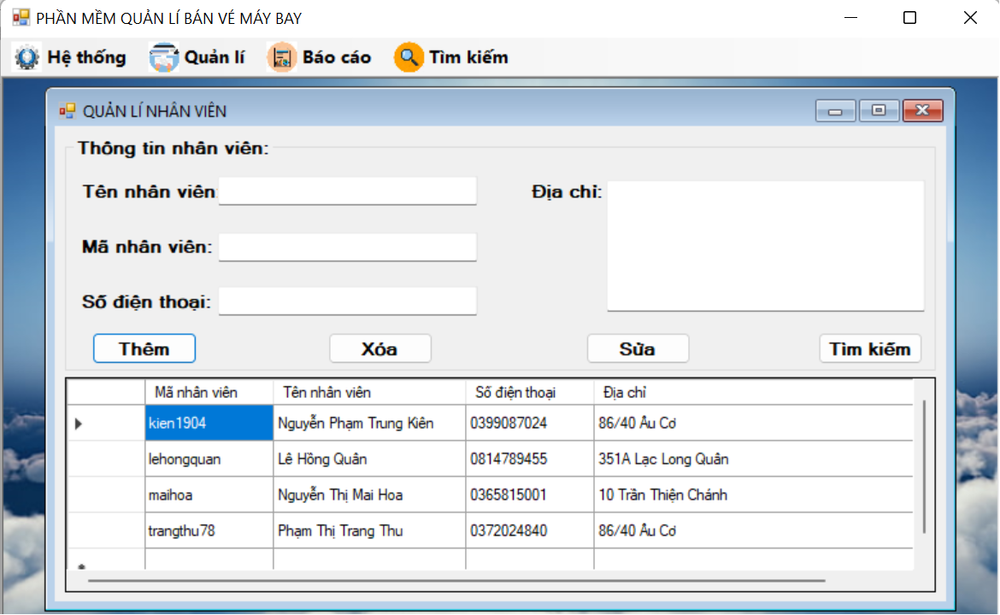 PHẦN MỀM QUẢN LÍ BÁN VÉ MÁY BAY
Hệ thống Quản lí Báo cáo Tìm kiếm
QUẢN LÍ NHÂN VIÊN
Thông tin nhân viên:
Tên nhân viên: Địa chỉ:
Mã nhân viên:
Số điện thoại:
Thêm Xóa Sửa Tìm kiếm
Mã nhân viên Tên nhân viên Số điện thoại Địa chỉ
kien1904 Nguyễn Phạm Trung Kiên 0399087024 86/40 Âu Cơ
lehongquan Lê Hồng Quân 0814789455 351A Lạc Long Quân
maihoa Nguyễn Thị Mai Hoa 0365815001 10 Trần Thiện Chánh
trangthu78 Phạm Thị Trang Thu 0372024840 86/40 Âu Cơ